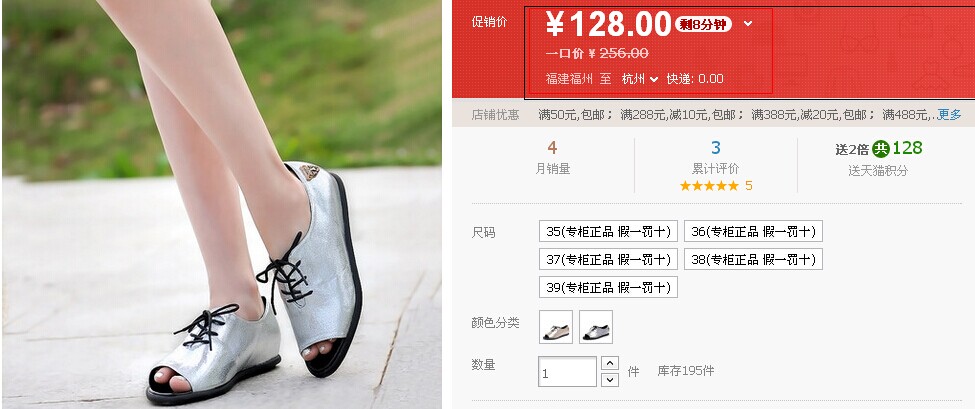 促销价 ¥128.00 剩8分钟
一口价 ¥ 256.00
福建福州 至 杭州 快递: 0.00
店铺优惠 满50元,包邮； 满288元,减10元,包邮； 满388元,减20元,包邮； 满488元,..更多
4 3 送2倍 共 128
月销量 累计评价 送天猫积分
5
尺码 35(专柜正品 假一罚十) 36(专柜正品 假一罚十)
37(专柜正品 假一罚十) 38(专柜正品 假一罚十)
39(专柜正品 假一罚十)
颜色分类
数量 1 件 库存195件